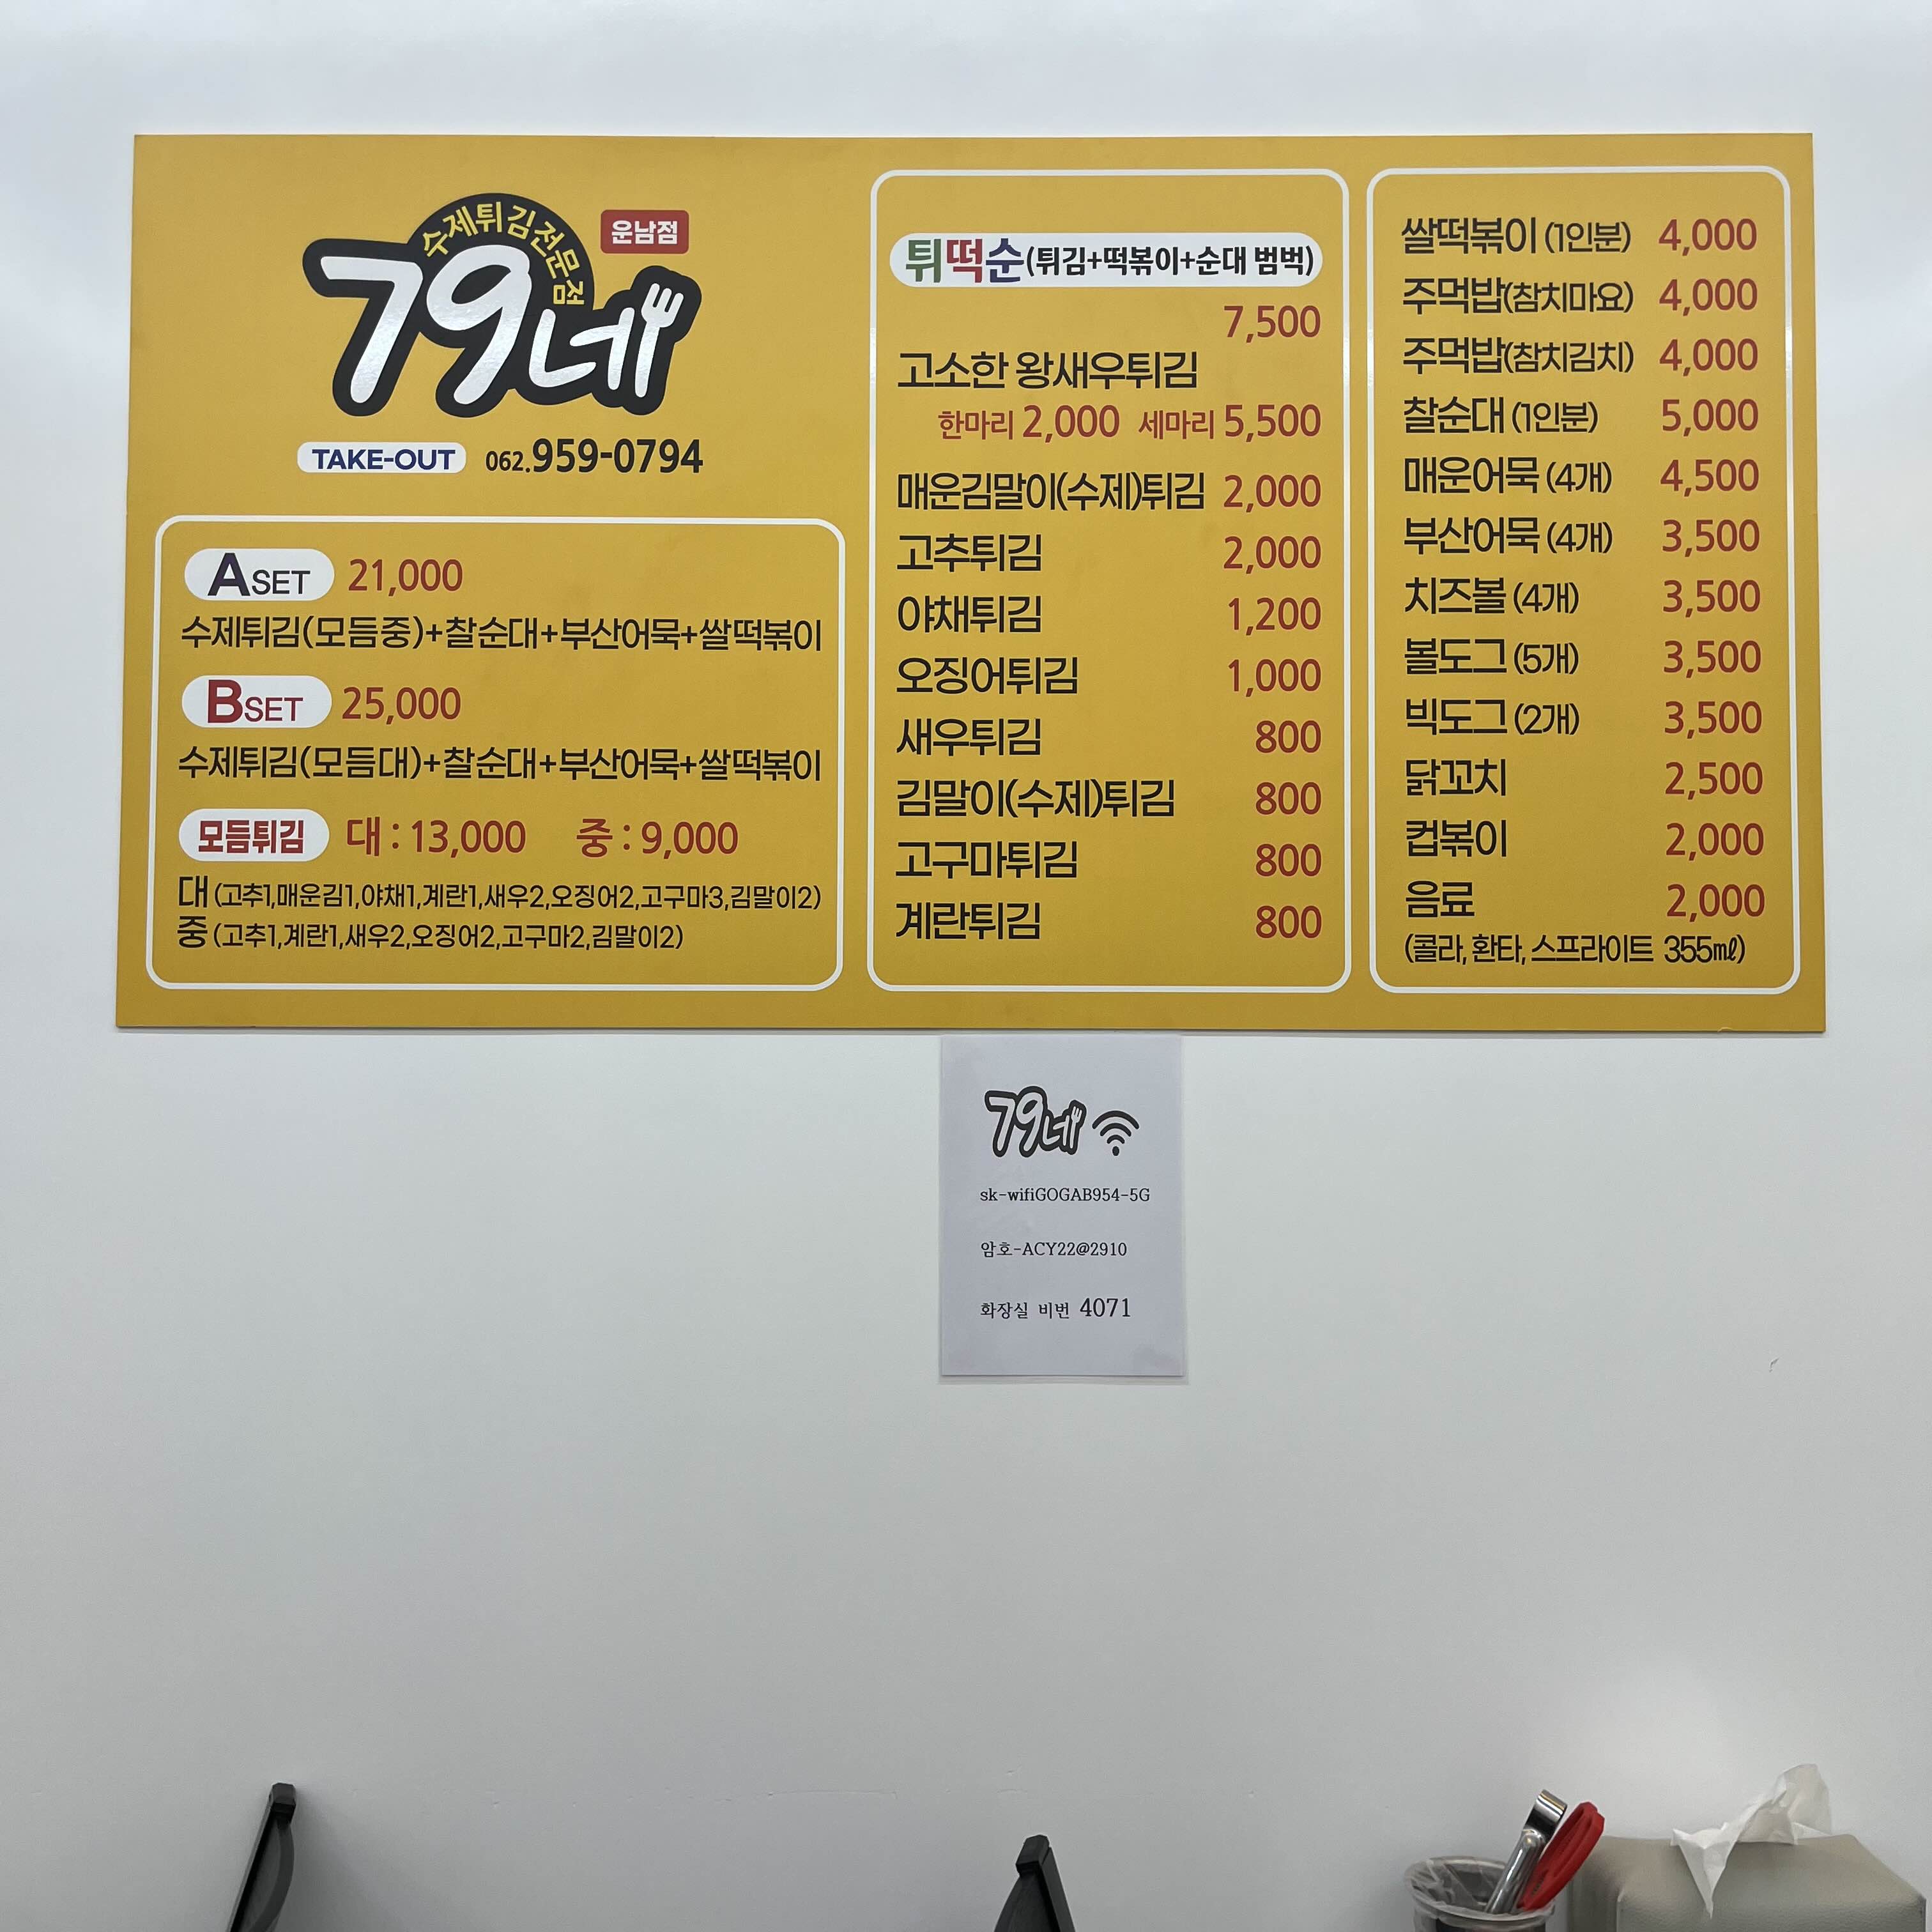 수제튀김전문점
79네
운남점
TAKE-OUT 062.959-0794
A SET 21,000
수제튀김(모듬중)+찰순대+부산어묵+쌀떡볶이
B SET 25,000
수제튀김(모듬대)+찰순대+부산어묵+쌀떡볶이
모듬튀김 대 : 13,000 중 : 9,000
대 (고추1,매운김1,야채1,계란1,새우2,오징어2,고구마3,김말이2)
중 (고추1,계란1,새우2,오징어2,고구마2,김말이2)
튀떡순(튀김+떡볶이+순대 범벅)
7,500
고소한 왕새우튀김
한마리 2,000 세마리 5,500
매운김말이(수제)튀김 2,000
고추튀김 2,000
야채튀김 1,200
오징어튀김 1,000
새우튀김 800
김말이(수제)튀김 800
고구마튀김 800
계란튀김 800
쌀떡볶이 (1인분) 4,000
주먹밥(참치마요) 4,000
주먹밥(참치김치) 4,000
찰순대 (1인분) 5,000
매운어묵 (4개) 4,500
부산어묵 (4개) 3,500
치즈볼 (4개) 3,500
볼도그 (5개) 3,500
빅도그 (2개) 3,500
닭꼬치 2,500
컵볶이 2,000
음료 2,000
(콜라, 환타, 스프라이트 355㎖)
79네
sk-wifiGOGAB954-5G
암호-ACY22@2910
화장실 비번 4071